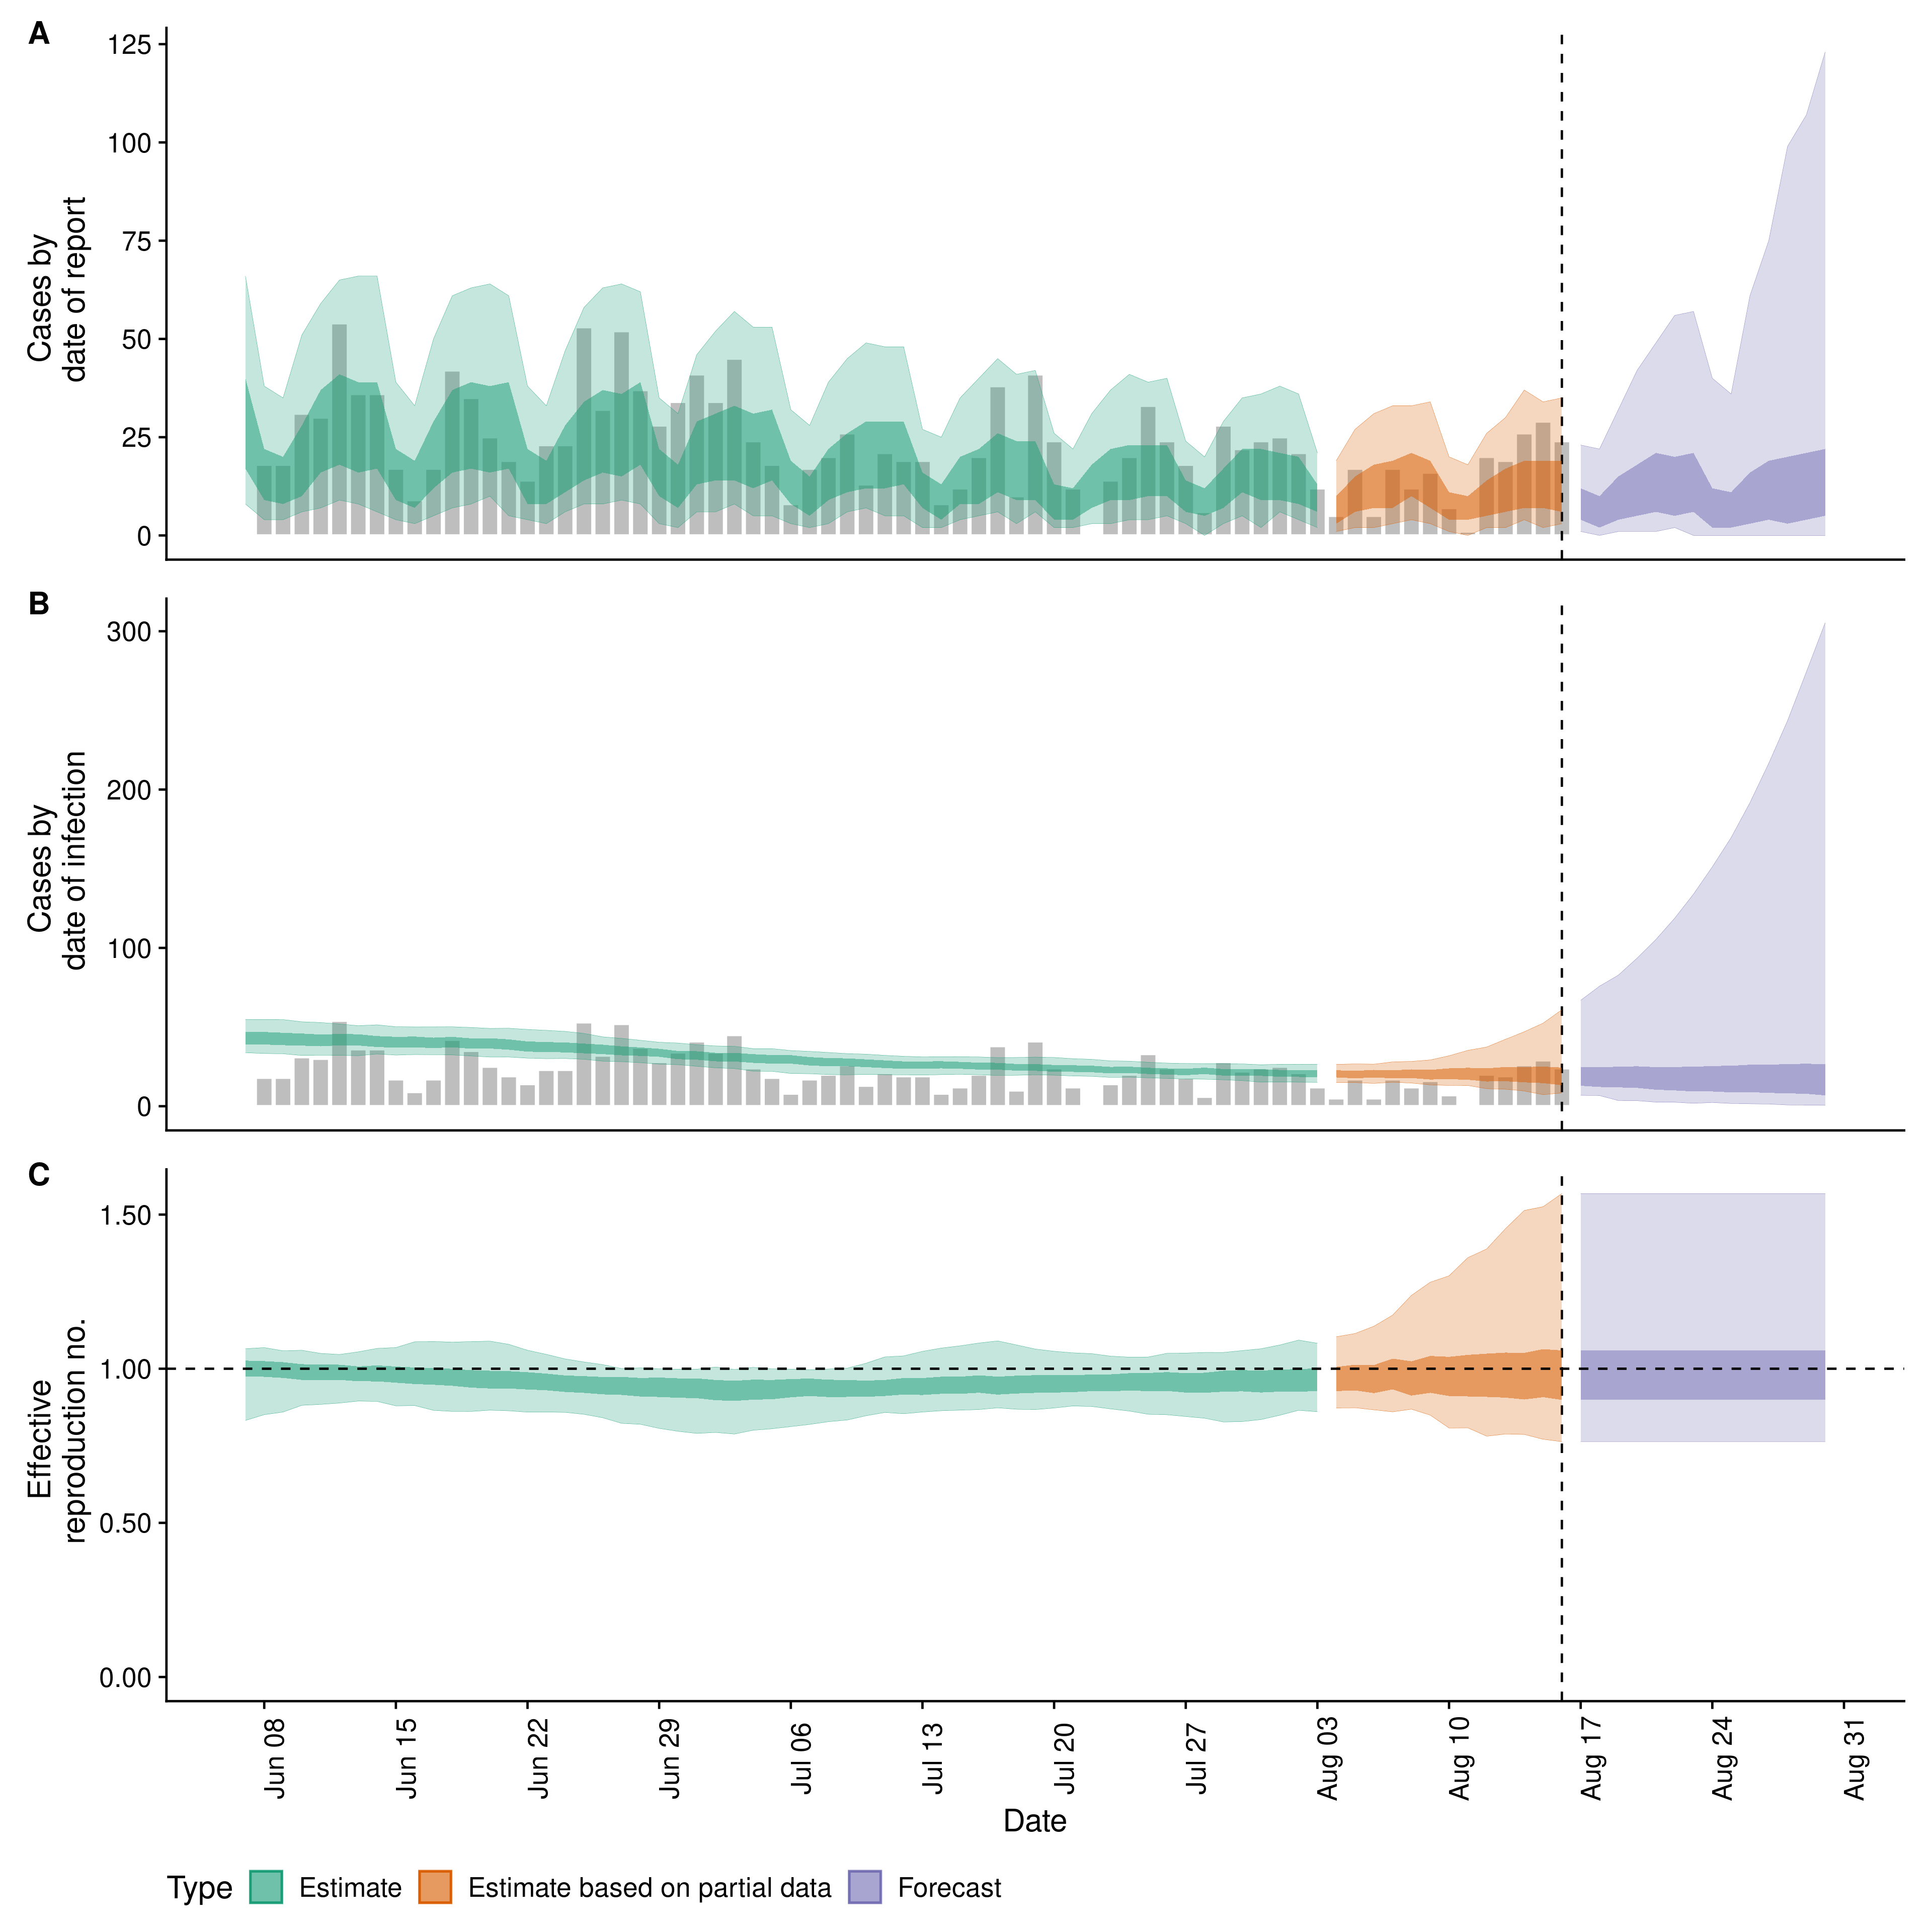 A
Cases by
date of report
125
100
75
50
25
0
B
Cases by
date of infection
300
200
100
0
C
Effective
reproduction no.
1.50
1.00
0.50
0.00
Jun 08
Jun 15
Jun 22
Jun 29
Jul 06
Jul 13
Jul 20
Jul 27
Aug 03
Aug 10
Aug 17
Aug 24
Aug 31
Date
Type Estimate Estimate based on partial data Forecast